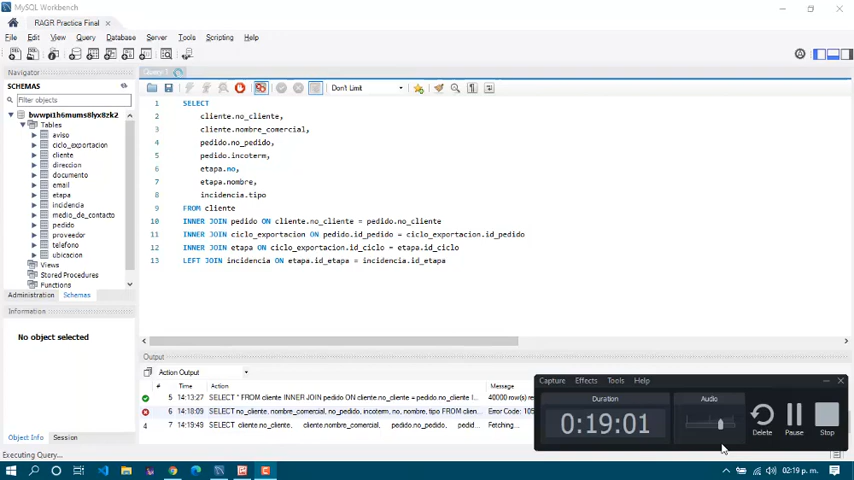 MySQL Workbench
RAGR Practica Final
File Edit View Query Database Server Tools Scripting Help
Navigator
SCHEMAS
Filter objects
bwwpi1h6mums8lyx8zk2
Tables
aviso
ciclo_exportacion
cliente
direccion
documento
email
etapa
incidencia
medio_de_contacto
pedido
proveedor
telefono
ubicacion
Views
Stored Procedures
Functions
Administration Schemas
Information
No object selected
Object Info Session
Query 1
Don't Limit
1 SELECT
2 cliente.no_cliente,
3 cliente.nombre_comercial,
4 pedido.no_pedido,
5 pedido.incoterm,
6 etapa.no,
7 etapa.nombre,
8 incidencia.tipo
9 FROM cliente
10 INNER JOIN pedido ON cliente.no_cliente = pedido.no_cliente
11 INNER JOIN ciclo_exportacion ON pedido.id_pedido = ciclo_exportacion.id_pedido
12 INNER JOIN etapa ON ciclo_exportacion.id_ciclo = etapa.id_ciclo
13 LEFT JOIN incidencia ON etapa.id_etapa = incidencia.id_etapa
Output
Action Output
# Time Action Message
5 14:13:27 SELECT * FROM cliente INNER JOIN pedido ON cliente.no_cliente = pedido.no_cliente I... 40000 row(s) re
6 14:18:09 SELECT no_cliente, nombre_comercial, no_pedido, incoterm, no, nombre, tipo FROM clien... Error Code: 105
7 14:19:49 SELECT cliente.no_cliente, cliente.nombre_comercial, pedido.no_pedido, pedid... Fetching...
Capture Effects Tools Help
Duration Audio
0:19:01
Delete Pause Stop
Executing Query...
02:19 p. m.